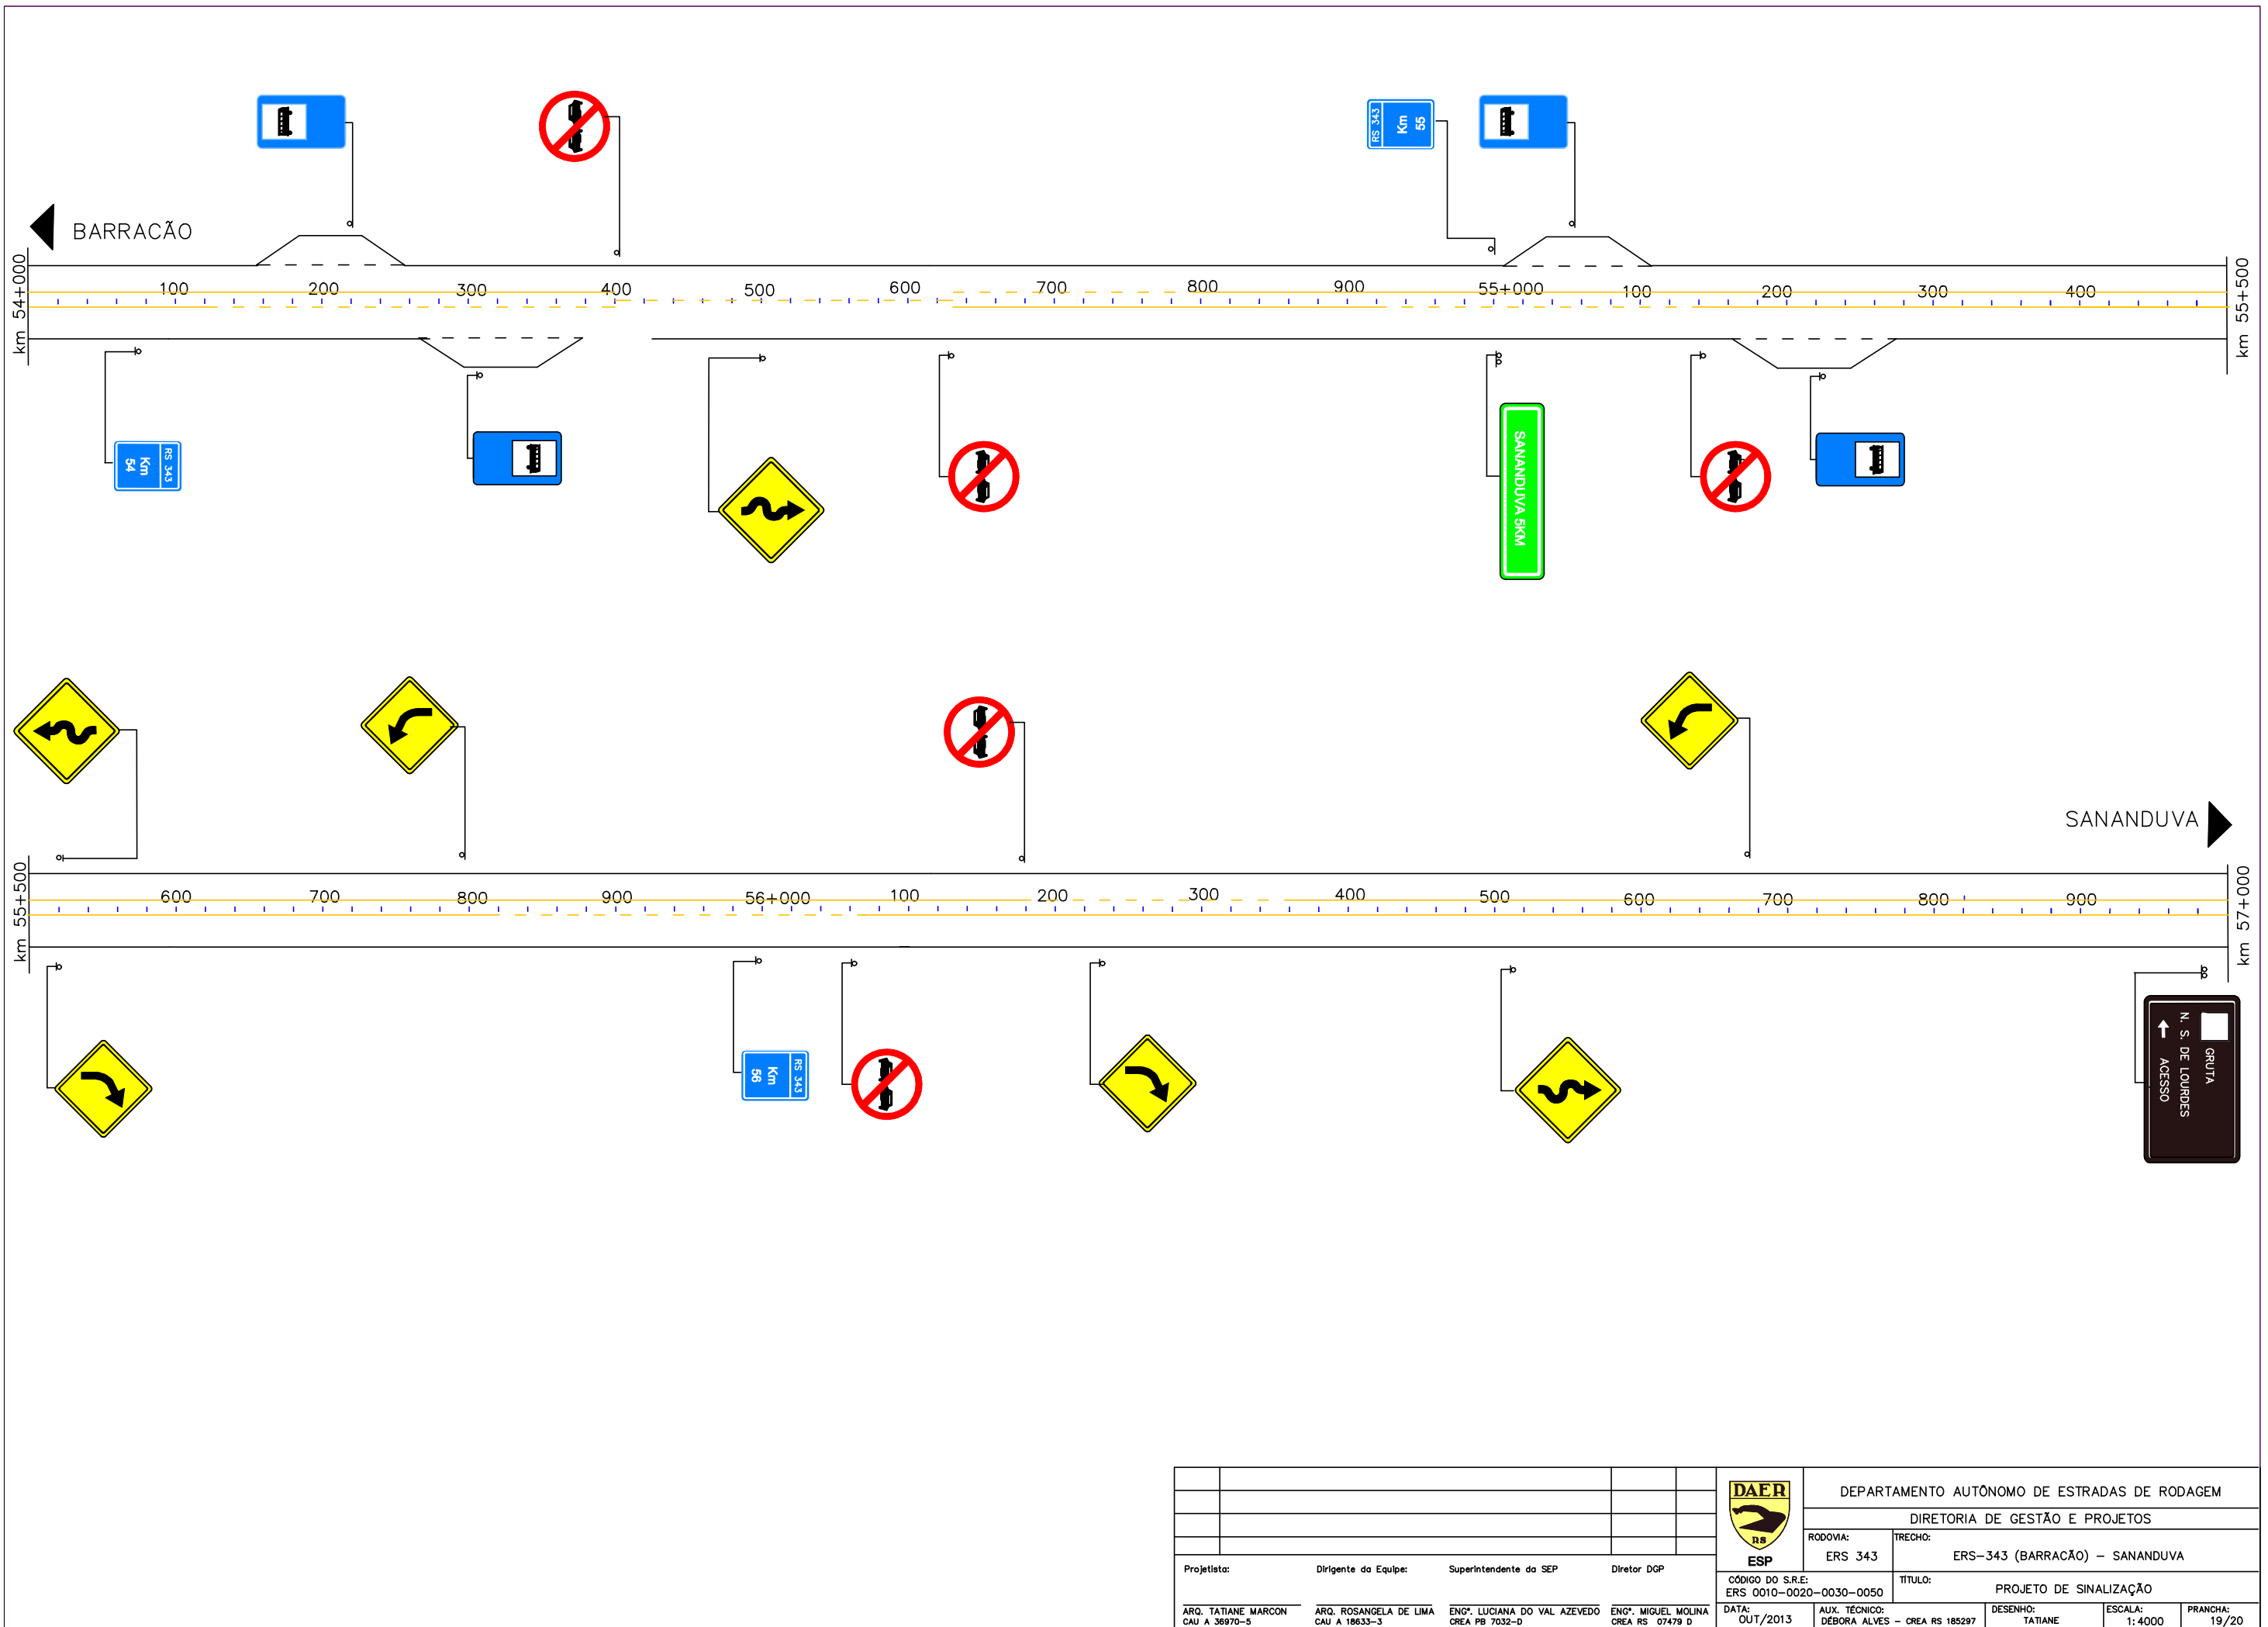 RS 343
Km
55
BARRACÃO
km 54+000
100
200
300
400
500
600
700
800
900
55+000
100
200
300
400
km 55+500
RS 343
Km
54
SANANDUVA 5KM
SANANDUVA
km 55+500
600
700
800
900
56+000
100
200
300
400
500
600
700
800
900
km 57+000
RS 343
Km
56
GRUTA
N. S. DE LOURDES
ACESSO
DAER
RS
ESP
DEPARTAMENTO AUTÔNOMO DE ESTRADAS DE RODAGEM
DIRETORIA DE GESTÃO E PROJETOS
RODOVIA:
ERS 343
TRECHO:
ERS-343 (BARRACÃO) - SANANDUVA
CÓDIGO DO S.R.E:
ERS 0010-0020-0030-0050
TÍTULO:
PROJETO DE SINALIZAÇÃO
Projetista:
Dirigente da Equipe:
Superintendente da SEP
Diretor DGP
ARQ. TATIANE MARCON
CAU A 36970-5
ARQ. ROSANGELA DE LIMA
CAU A 18633-3
ENGª. LUCIANA DO VAL AZEVEDO
CREA PB 7032-D
ENGº. MIGUEL MOLINA
CREA RS 07479 D
DATA:
OUT/2013
AUX. TÉCNICO:
DÉBORA ALVES - CREA RS 185297
DESENHO:
TATIANE
ESCALA:
1:4000
PRANCHA:
19/20